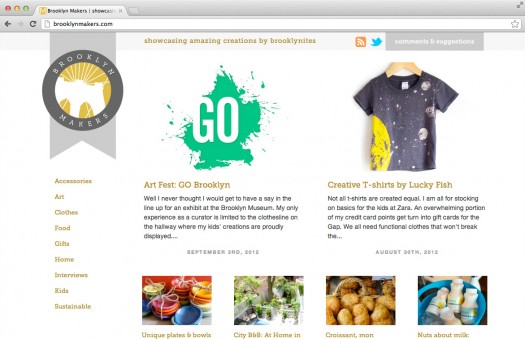 Brooklyn Makers | showcasin
brooklynmakers.com
showcasing amazing creations by brooklynites
comments & suggestions
BROOKLYN
MAKERS
GO
Accessories
Art
Clothes
Food
Gifts
Home
Interviews
Kids
Sustainable
Art Fest: GO Brooklyn
Well I never thought I would get to have a say in the
line up for an exhibit at the Brooklyn Museum. My only
experience as a curator is limited to the clothesline on
the hallway where my kids' creations are proudly
displayed....
SEPTEMBER 3RD, 2012
Creative T-shirts by Lucky Fish
Not all t-shirts are created equal. I am all for stocking
on basics for the kids at Zara. An overwhelming portion
of my credit card points get turn into gift cards for the
Gap. We all need functional clothes that won't break
the...
AUGUST 30TH, 2012
Unique plates & bowls
City B&B: At Home in
Croissant, mon
Nuts about milk: